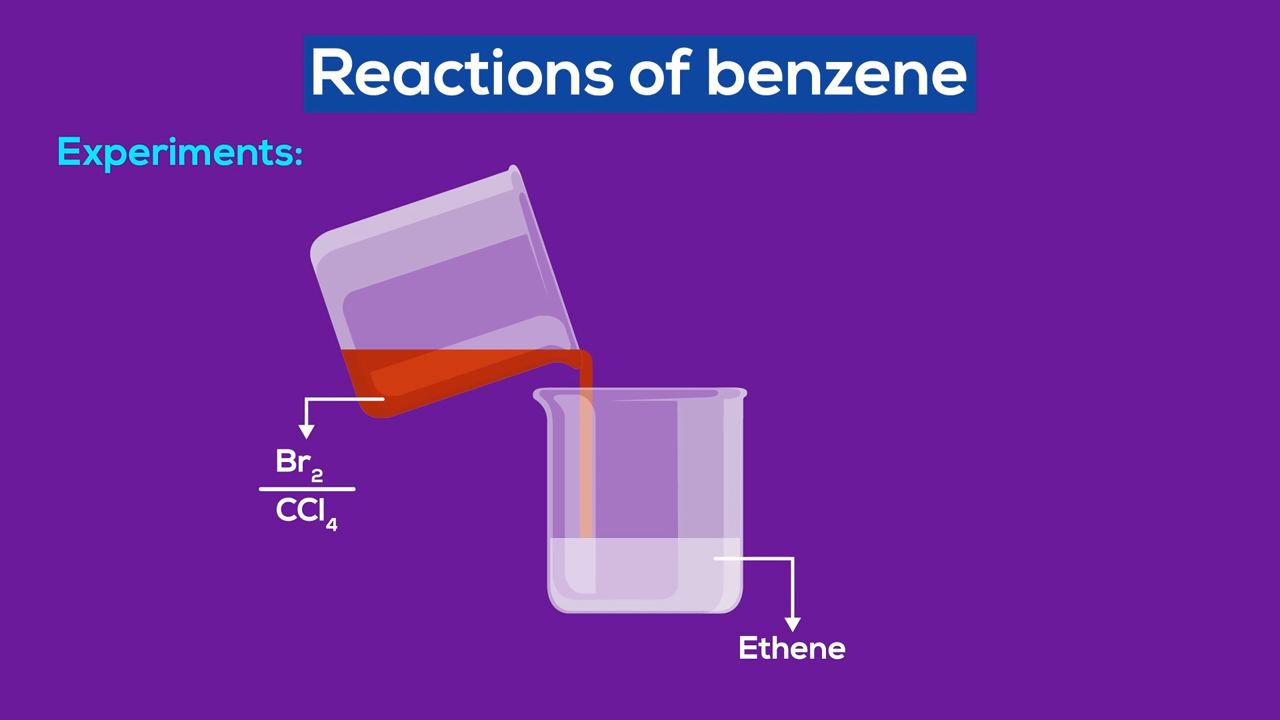 Reactions of benzene
Experiments:
Br₂
CCl₄
Ethene